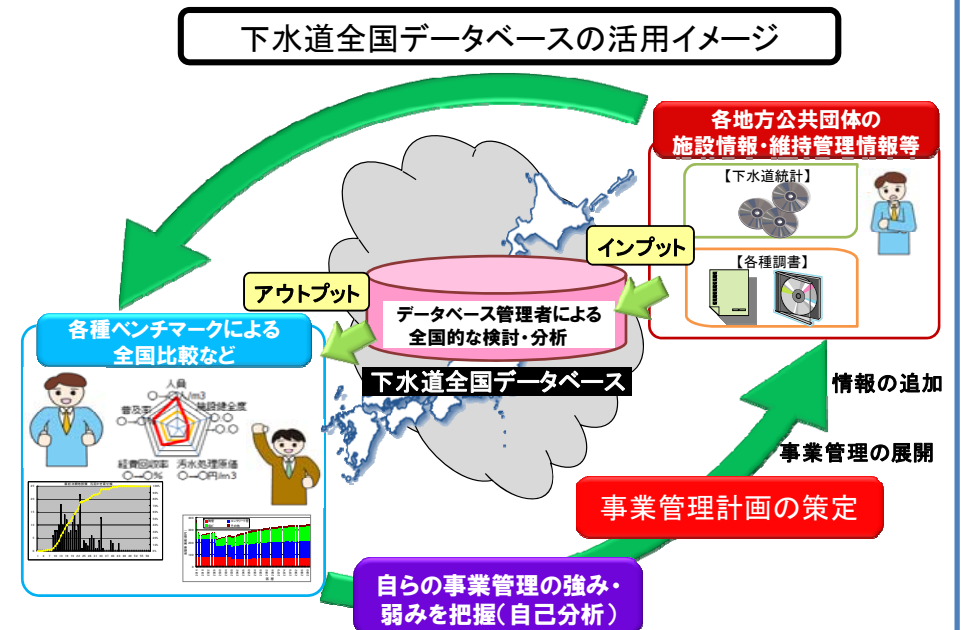 下水道全国データベースの活用イメージ
各地方公共団体の
施設情報・維持管理情報等
【下水道統計】
【各種調書】
インプット
アウトプット
データベース管理者による
全国的な検討・分析
下水道全国データベース
各種ベンチマークによる
全国比較など
人員
○→○人/m3
普及率
施設健全度
経費回収率
○→○%
汚水処理原価
○→○円/m3
情報の追加
事業管理の展開
事業管理計画の策定
自らの事業管理の強み・
弱みを把握（自己分析）